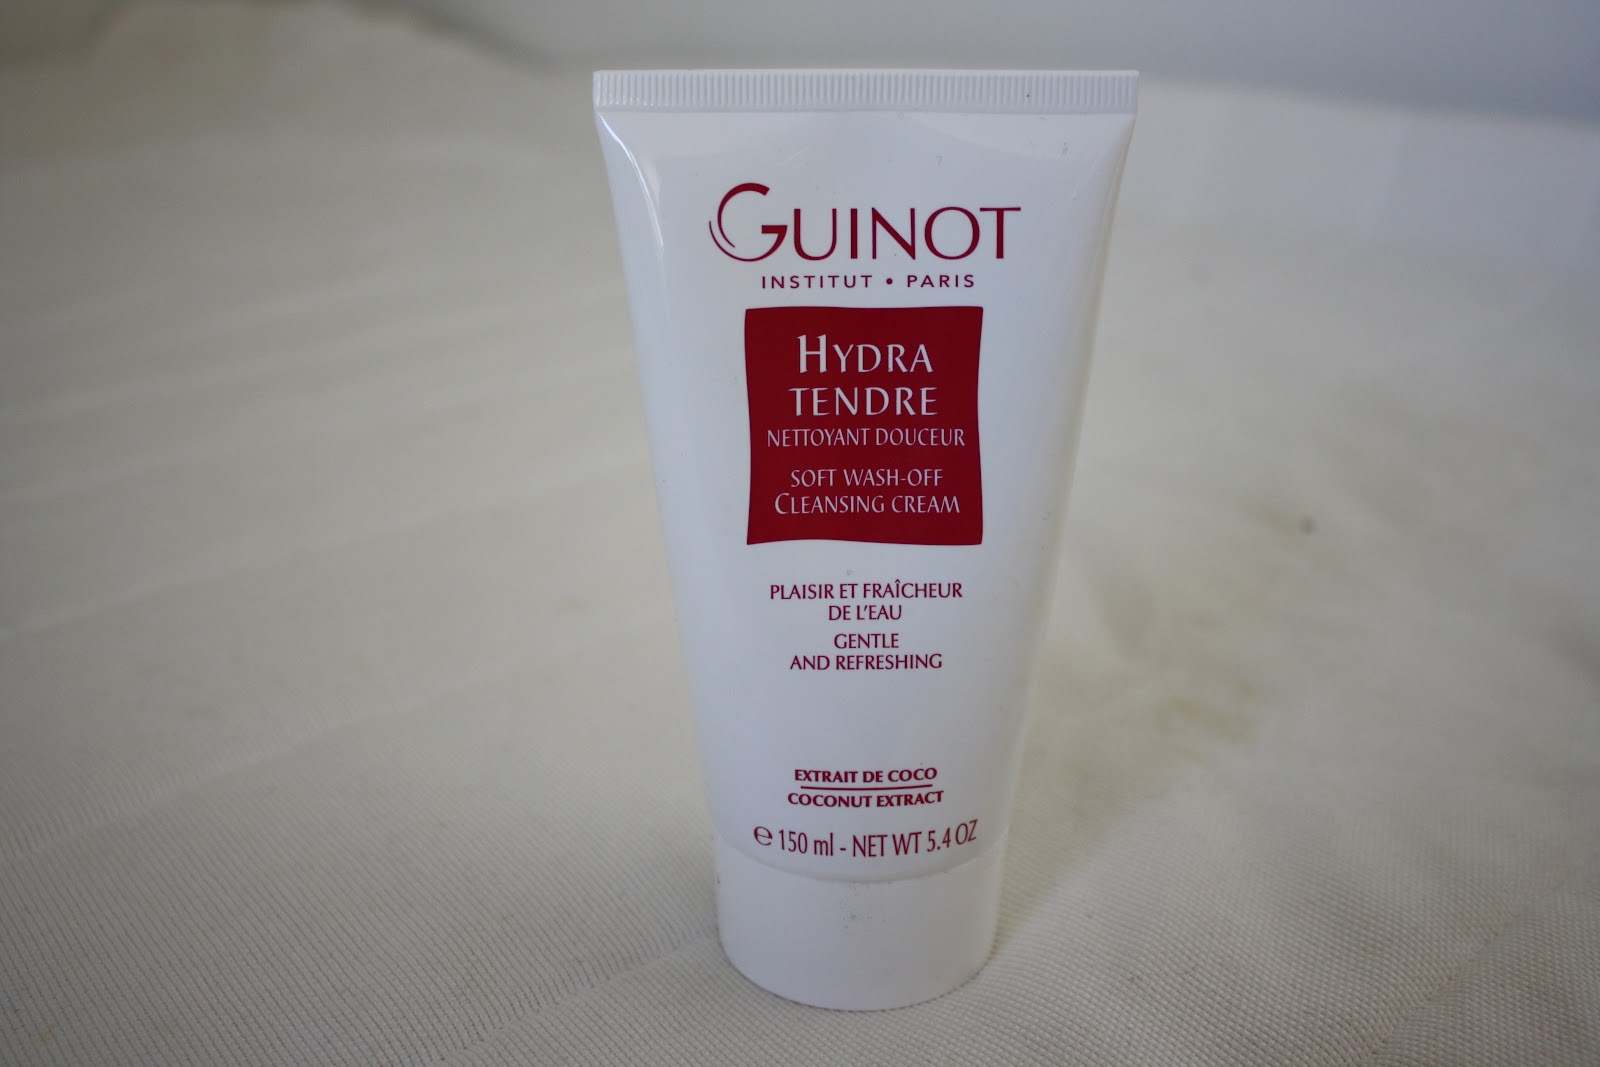 GUINOT
INSTITUT • PARIS
HYDRA
TENDRE
NETTOYANT DOUCEUR
SOFT WASH-OFF
CLEANSING CREAM
PLAISIR ET FRAÎCHEUR
DE L'EAU
GENTLE
AND REFRESHING
EXTRAIT DE COCO
COCONUT EXTRACT
℮ 150 ml - NET WT 5.4 OZ